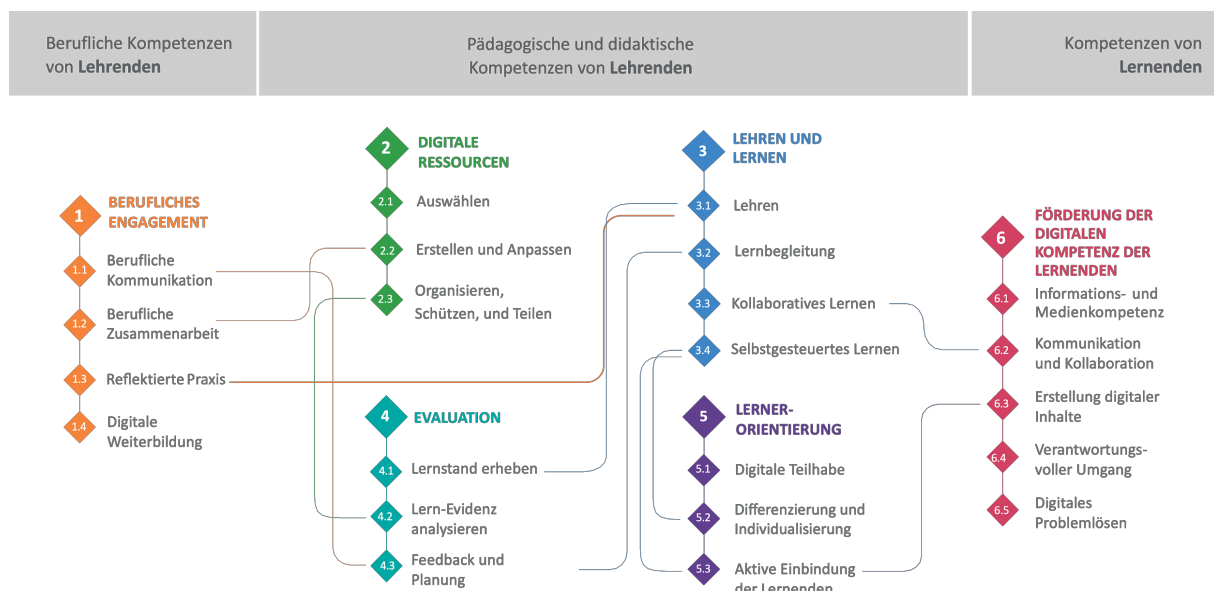 Berufliche Kompetenzen
von Lehrenden
Pädagogische und didaktische
Kompetenzen von Lehrenden
Kompetenzen von
Lernenden
1
BERUFLICHES
ENGAGEMENT
1.1
Berufliche
Kommunikation
1.2
Berufliche
Zusammenarbeit
1.3
Reflektierte Praxis
1.4
Digitale
Weiterbildung
2
DIGITALE
RESSOURCEN
2.1
Auswählen
2.2
Erstellen und Anpassen
2.3
Organisieren,
Schützen, und Teilen
4
EVALUATION
4.1
Lernstand erheben
4.2
Lern-Evidenz
analysieren
4.3
Feedback und
Planung
3
LEHREN UND
LERNEN
3.1
Lehren
3.2
Lernbegleitung
3.3
Kollaboratives Lernen
3.4
Selbstgesteuertes Lernen
5
LERNER-
ORIENTIERUNG
5.1
Digitale Teilhabe
5.2
Differenzierung und
Individualisierung
5.3
Aktive Einbindung
der Lernenden
6
FÖRDERUNG DER
DIGITALEN
KOMPETENZ DER
LERNENDEN
6.1
Informations- und
Medienkompetenz
6.2
Kommunikation
und Kollaboration
6.3
Erstellung digitaler
Inhalte
6.4
Verantwortungs-
voller Umgang
6.5
Digitales
Problemlösen